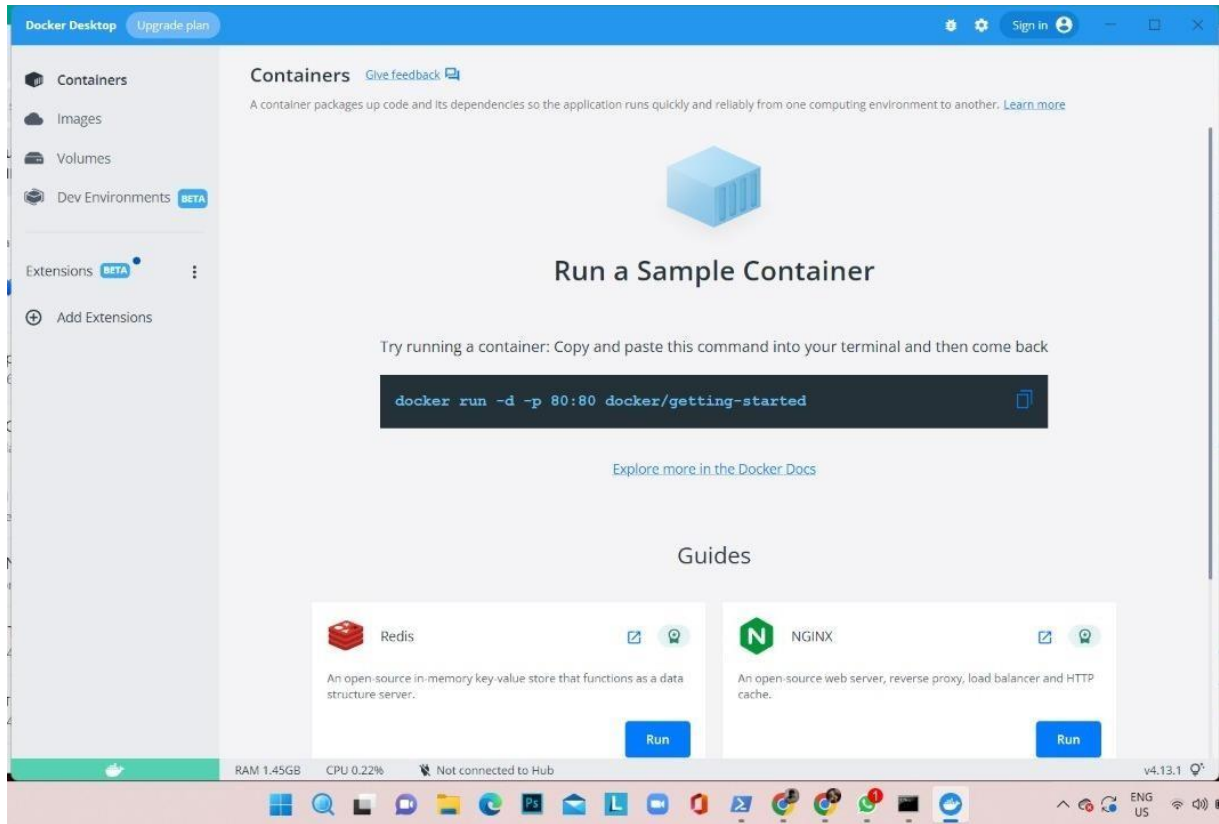 Docker Desktop Upgrade plan Sign in
Containers
Images
Volumes
Dev Environments BETA
Extensions BETA
Add Extensions
Containers Give feedback
A container packages up code and its dependencies so the application runs quickly and reliably from one computing environment to another. Learn more
Run a Sample Container
Try running a container: Copy and paste this command into your terminal and then come back
docker run -d -p 80:80 docker/getting-started
Explore more in the Docker Docs
Guides
Redis
An open-source in-memory key-value store that functions as a data
structure server.
Run
N NGINX
An open-source web server, reverse proxy, load balancer and HTTP
cache.
Run
RAM 1.45GB CPU 0.22% Not connected to Hub v4.13.1
Ps L 1 ENG
US